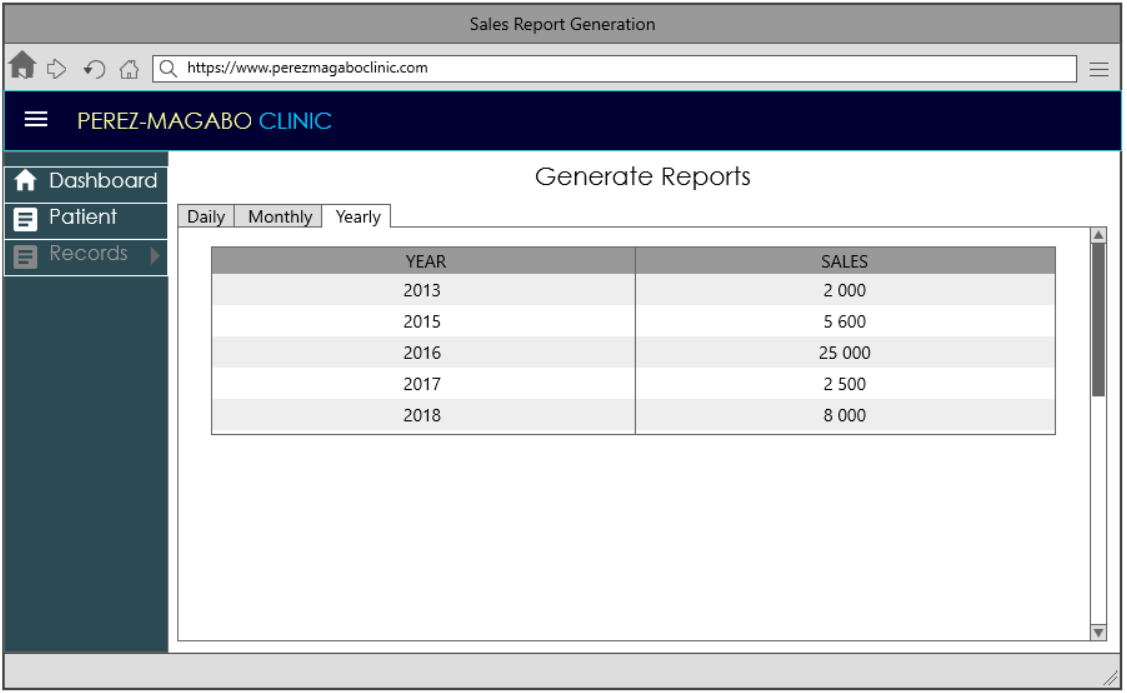 Sales Report Generation
https://www.perezmagaboclinic.com
PEREZ-MAGABO CLINIC
Dashboard
Patient
Records
Generate Reports
Daily Monthly Yearly
YEAR SALES
2013 2 000
2015 5 600
2016 25 000
2017 2 500
2018 8 000